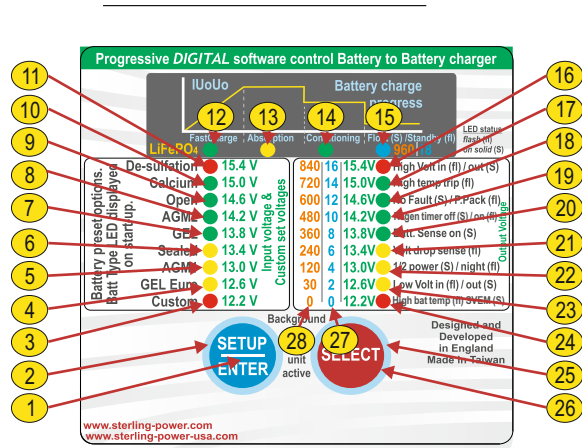 Progressive DIGITAL software control Battery to Battery charger
IUoUo
Battery charge
progress
FastCharge | Absorption | Conditioning | Float (S) /Standby (fl)
LiFePO4
960 18
LED status
flash (fl)
on solid (S)
Battery preset options.
Batt Type LED displayed
on start-up.
De-sulfation 15.4 V
Calcium 15.0 V
Open 14.6 V
AGM 14.2 V
GEL 13.8 V
Sealed 13.4 V
AGM 13.0 V
GEL Euro 12.6 V
Custom 12.2 V
Input voltage &
Custom set voltages
840 16 15.4V High Volt in (fl) / out (S)
720 14 15.0V High temp trip (fl)
600 12 14.6V No Fault (S) / P.Pack (fl)
480 10 14.2V Regen timer off (S) / on (fl)
360 8 13.8V Batt. Sense on (S)
240 6 13.4V Volt drop sense (fl)
120 4 13.0V 1/2 power (S) / night (fl)
30 2 12.6V Low Volt in (fl) / out (S)
0 0 12.2V High bat temp (fl) SVEM (S)
Output Voltage
Background
unit
active
SETUP
ENTER
SELECT
Designed and
Developed
in England
Made in Taiwan
www.sterling-power.com
www.sterling-power-usa.com
11
10
9
8
7
6
5
4
3
2
1
12
13
14
15
16
17
18
19
20
21
22
23
24
25
26
28
27